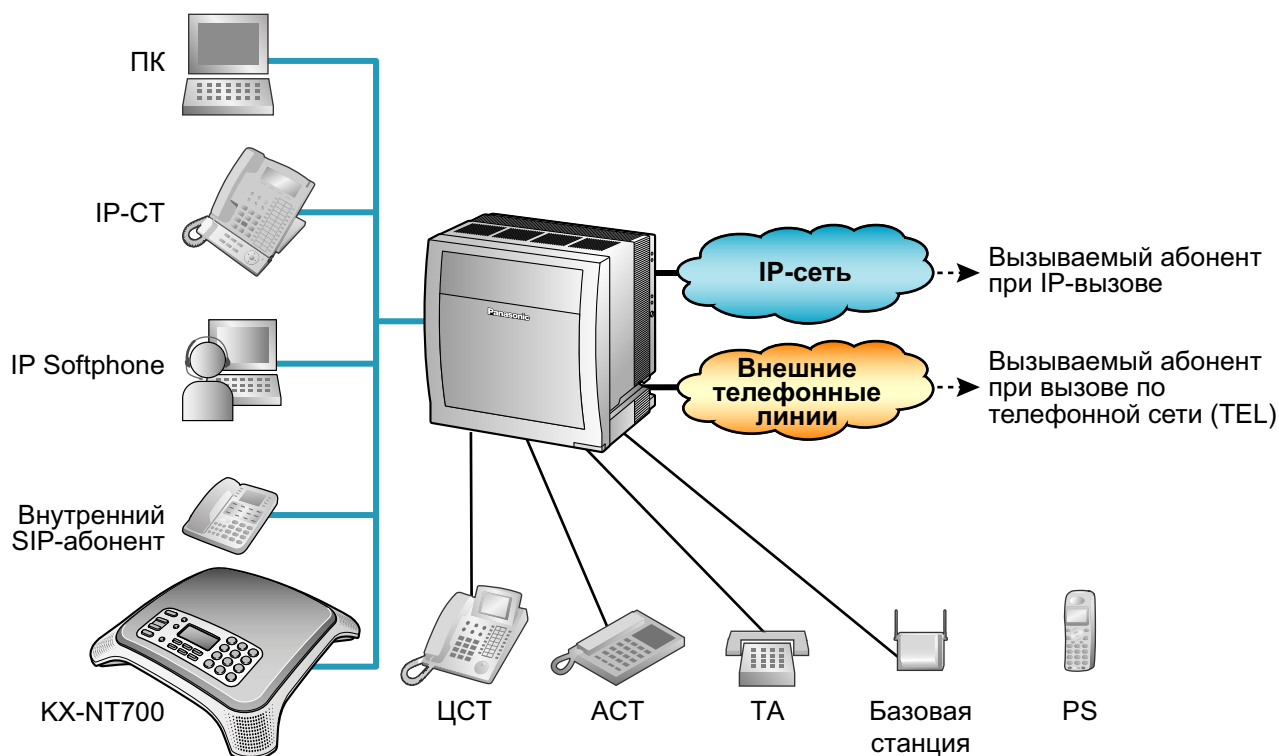 ПК
IP-СТ
IP Softphone
Внутренний
SIP-абонент
KX-NT700
Panasonic
IP-сеть
Вызываемый абонент
при IP-вызове
Внешние
телефонные
линии
Вызываемый абонент
при вызове по
телефонной сети (TEL)
ЦСТ
АСТ
ТА
Базовая
станция
PS